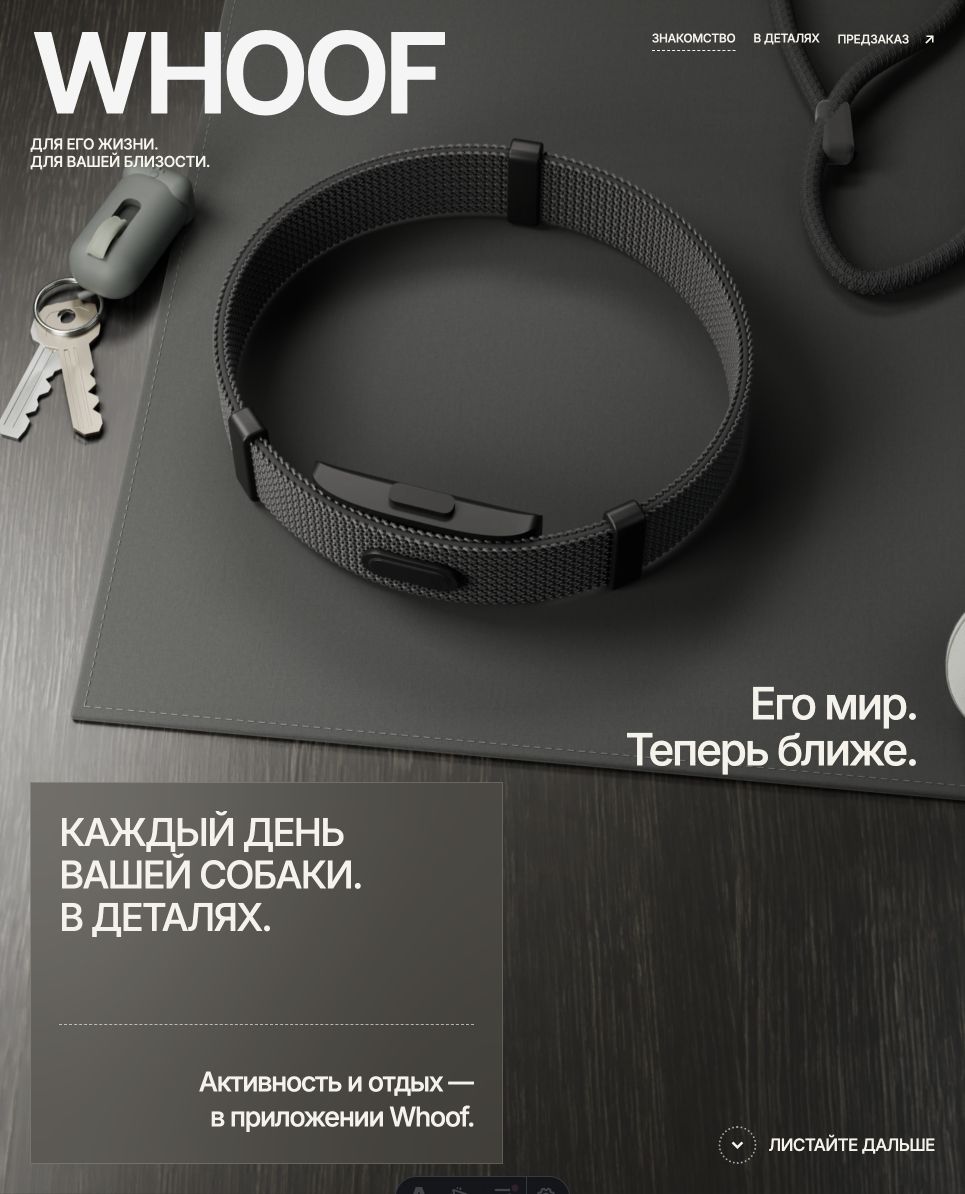 WHOOF
ЗНАКОМСТВО
В ДЕТАЛЯХ
ПРЕДЗАКАЗ
ДЛЯ ЕГО ЖИЗНИ.
ДЛЯ ВАШЕЙ БЛИЗОСТИ.
Его мир.
Теперь ближе.
КАЖДЫЙ ДЕНЬ
ВАШЕЙ СОБАКИ.
В ДЕТАЛЯХ.
Активность и отдых —
в приложении Whoof.
ЛИСТАЙТЕ ДАЛЬШЕ